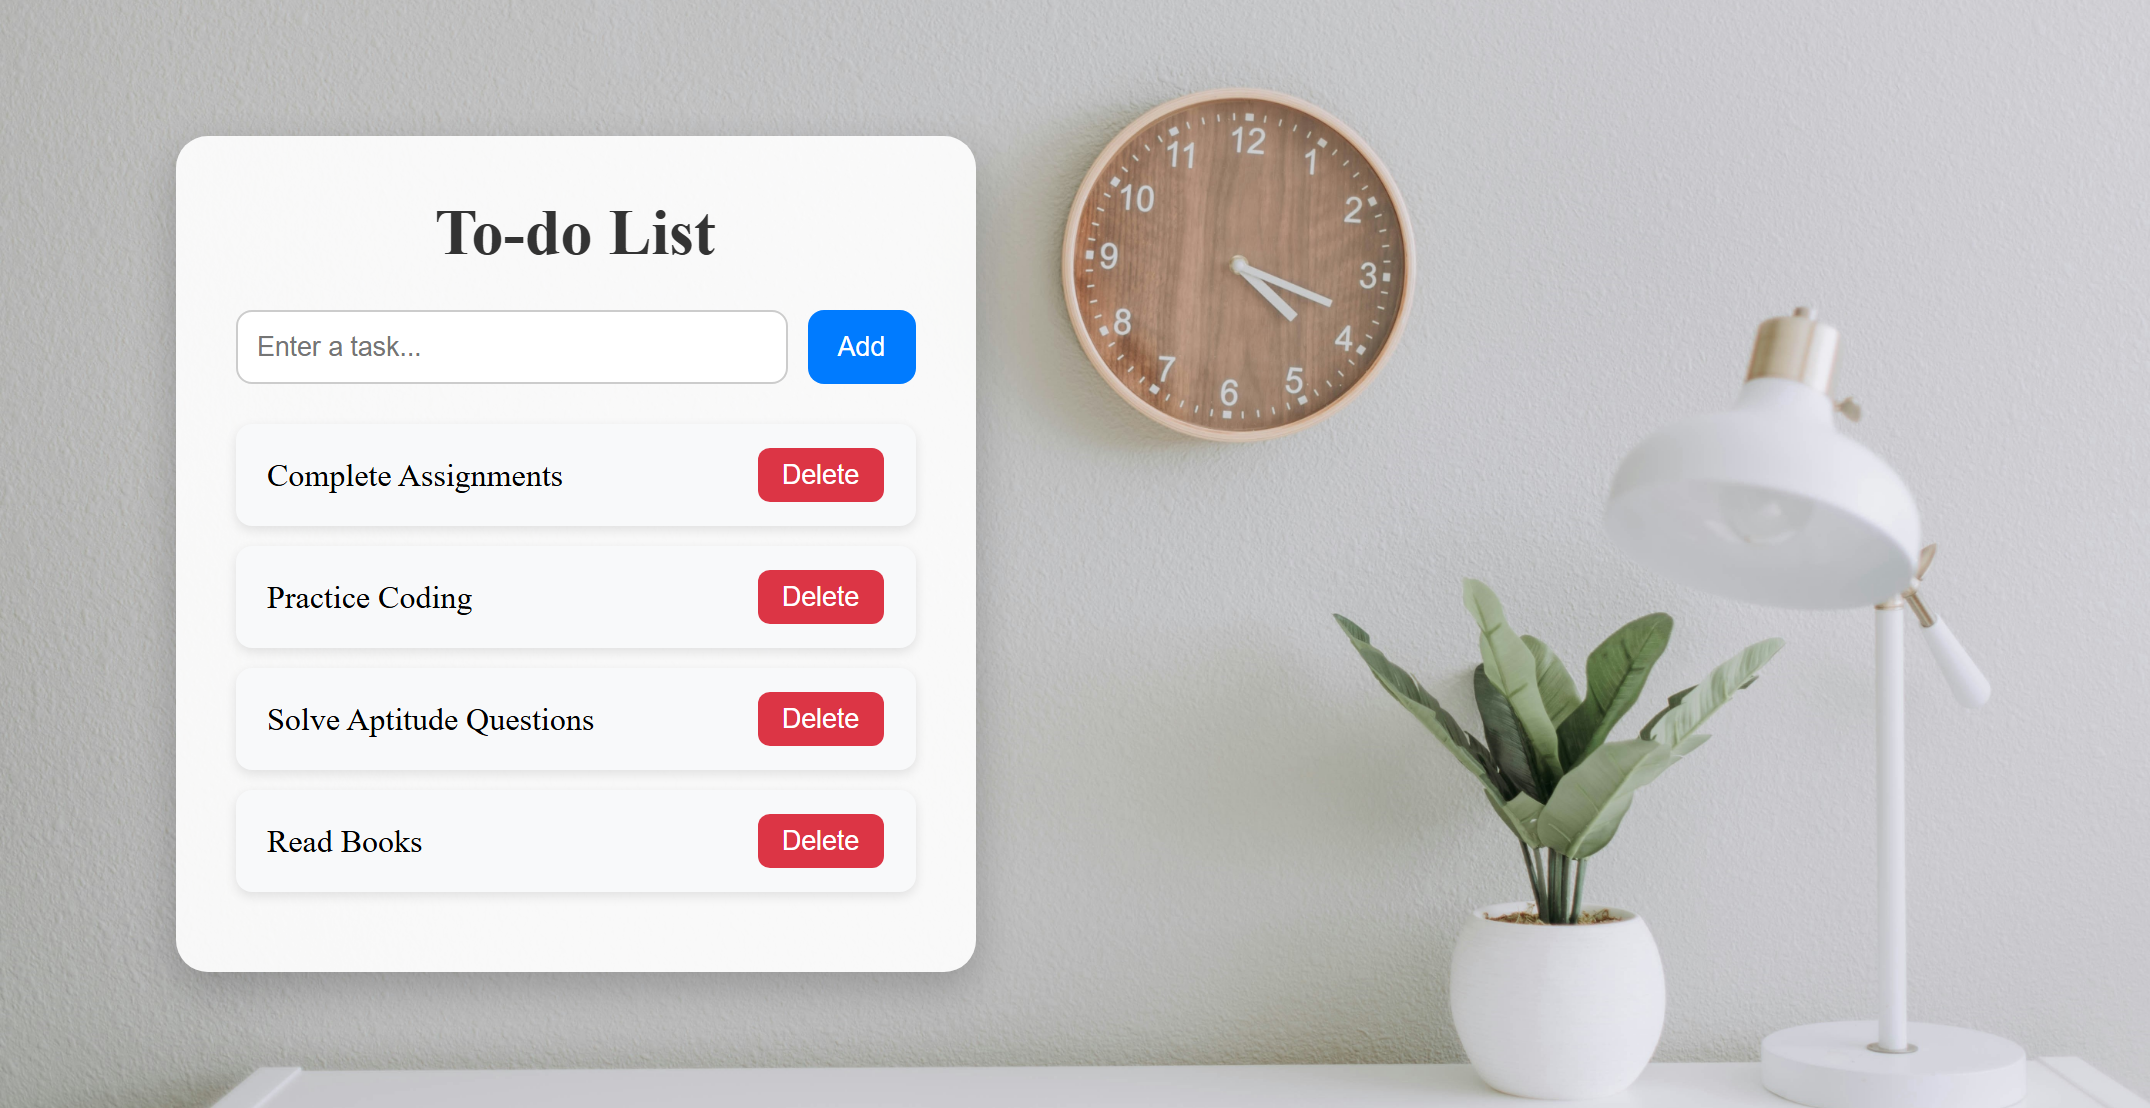 To-do List
Enter a task...
Add
Complete Assignments
Delete
Practice Coding
Delete
Solve Aptitude Questions
Delete
Read Books
Delete
12
1
2
3
4
5
6
7
8
9
10
11